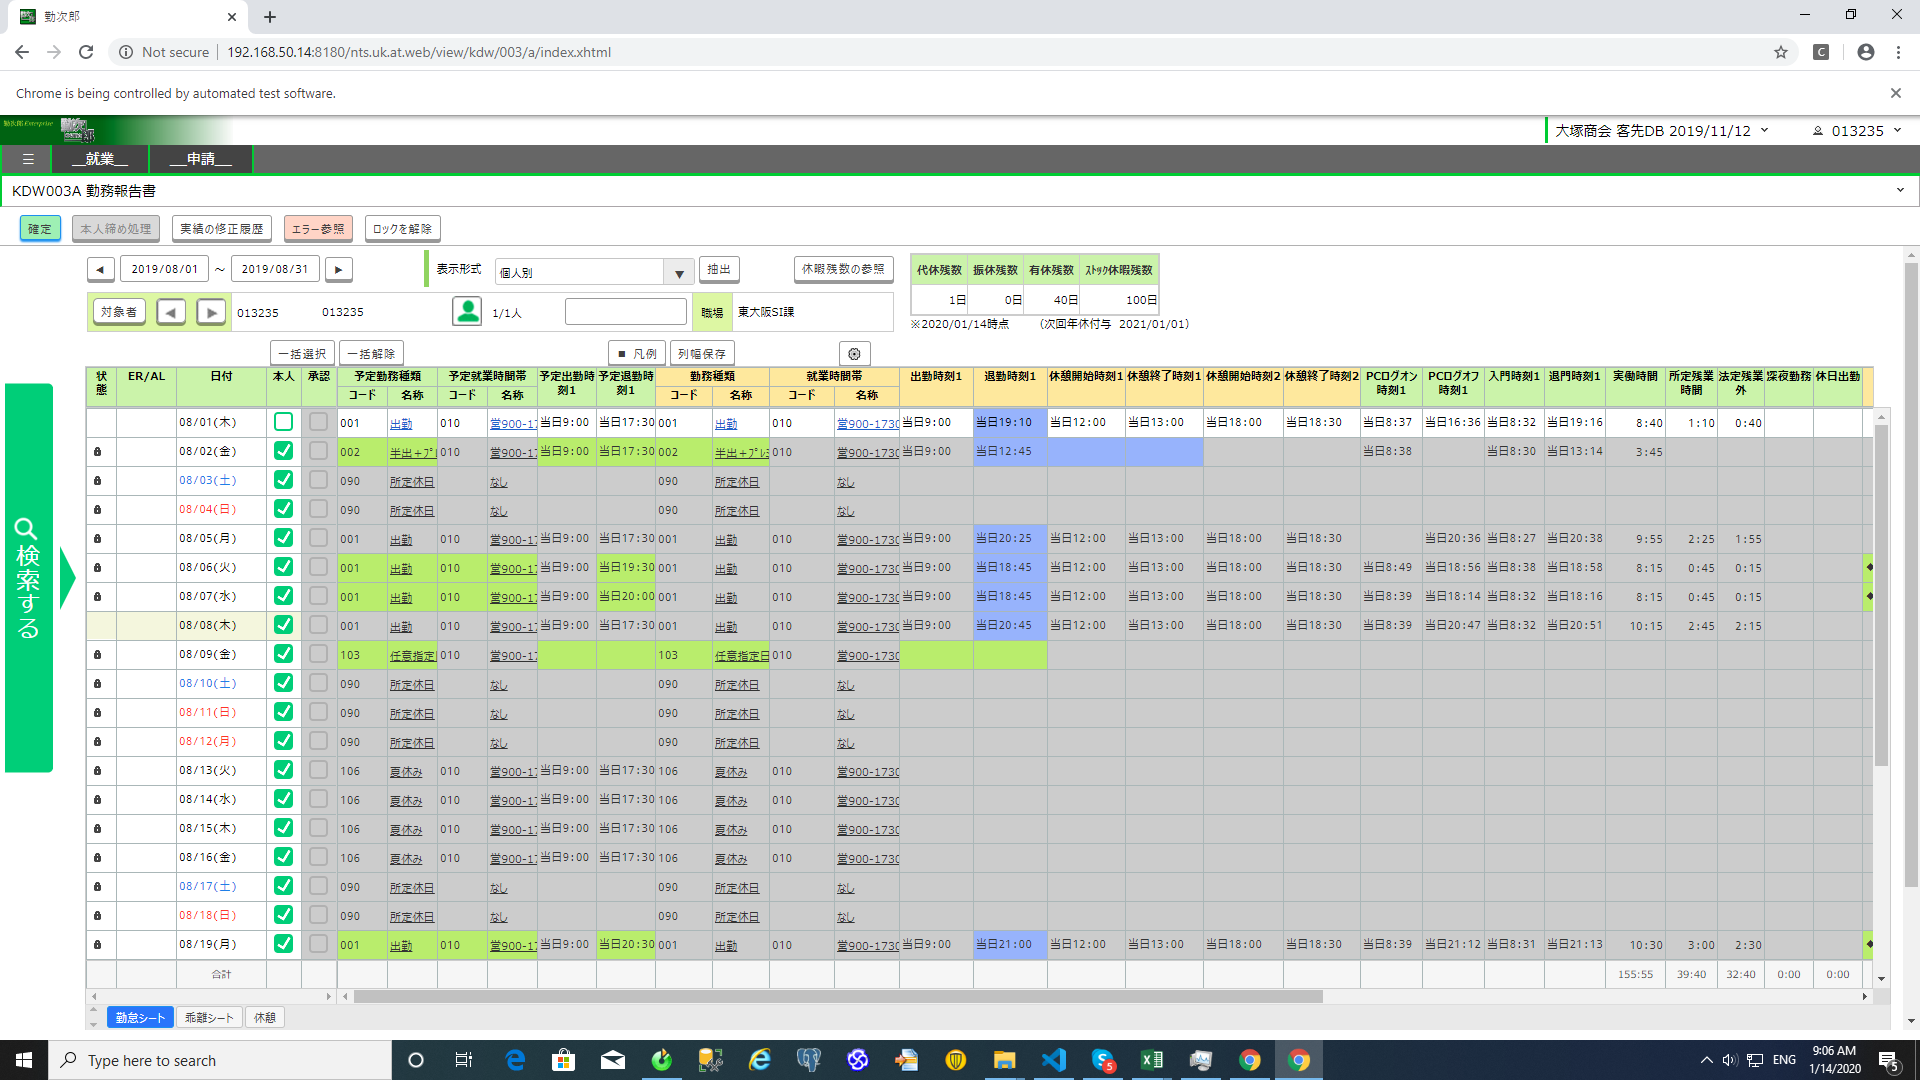 勤次郎
Not secure 192.168.50.14:8180/nts.uk.at.web/view/kdw/003/a/index.xhtml
Chrome is being controlled by automated test software.
勤次郎 Enterprise
大塚商会 客先DB 2019/11/12 013235
__就業__ __申請__
KDW003A 勤務報告書
確定 本人締め処理 実績の修正履歴 エラー参照 ロックを解除
◀ 2019/08/01 ～ 2019/08/31 ▶ 表示形式 個人別 ▼ 抽出 休暇残数の参照
代休残数 振休残数 有休残数 ｽﾄｯｸ休暇残数
1日 0日 40日 100日
※2020/01/14時点 (次回年休付与 2021/01/01)
対象者 ◀ ▶ 013235 013235 1/1人 職場 東大阪SI課
一括選択 一括解除 ■ 凡例 列幅保存
検索する
状態 ER/AL 日付 本人 承認 予定勤務種類 予定就業時間帯 予定出勤時刻1 予定退勤時刻1 勤務種類 就業時間帯 出勤時刻1 退勤時刻1 休憩開始時刻1 休憩終了時刻1 休憩開始時刻2 休憩終了時刻2 PCログオン時刻1 PCログオフ時刻1 入門時刻1 退門時刻1 実働時間 所定残業時間 法定残業外 深夜勤務 休日出勤
コード 名称 コード 名称 コード 名称 コード 名称
08/01(木) 001 出勤 010 営900-17 当日9:00 当日17:30 001 出勤 010 営900-1730 当日9:00 当日19:10 当日12:00 当日13:00 当日18:00 当日18:30 当日8:37 当日16:36 当日8:32 当日19:16 8:40 1:10 0:40
08/02(金) 002 半出+ﾌﾟﾚ 010 営900-17 当日9:00 当日17:30 002 半出+ﾌﾟﾚﾐ 010 営900-1730 当日9:00 当日12:45 当日8:38 当日8:30 当日13:14 3:45
08/03(土) 090 所定休日 なし 090 所定休日 なし
08/04(日) 090 所定休日 なし 090 所定休日 なし
08/05(月) 001 出勤 010 営900-17 当日9:00 当日17:30 001 出勤 010 営900-1730 当日9:00 当日20:25 当日12:00 当日13:00 当日18:00 当日18:30 当日20:36 当日8:27 当日20:38 9:55 2:25 1:55
08/06(火) 001 出勤 010 営900-17 当日9:00 当日19:30 001 出勤 010 営900-1730 当日9:00 当日18:45 当日12:00 当日13:00 当日18:00 当日18:30 当日8:49 当日18:56 当日8:38 当日18:58 8:15 0:45 0:15 ◆
08/07(水) 001 出勤 010 営900-17 当日9:00 当日20:00 001 出勤 010 営900-1730 当日9:00 当日18:45 当日12:00 当日13:00 当日18:00 当日18:30 当日8:39 当日18:14 当日8:32 当日18:16 8:15 0:45 0:15 ◆
08/08(木) 001 出勤 010 営900-17 当日9:00 当日17:30 001 出勤 010 営900-1730 当日9:00 当日20:45 当日12:00 当日13:00 当日18:00 当日18:30 当日8:39 当日20:47 当日8:32 当日20:51 10:15 2:45 2:15
08/09(金) 103 任意指定 010 営900-17 103 任意指定日 010 営900-1730
08/10(土) 090 所定休日 なし 090 所定休日 なし
08/11(日) 090 所定休日 なし 090 所定休日 なし
08/12(月) 090 所定休日 なし 090 所定休日 なし
08/13(火) 106 夏休み 010 営900-17 当日9:00 当日17:30 106 夏休み 010 営900-1730
08/14(水) 106 夏休み 010 営900-17 当日9:00 当日17:30 106 夏休み 010 営900-1730
08/15(木) 106 夏休み 010 営900-17 当日9:00 当日17:30 106 夏休み 010 営900-1730
08/16(金) 106 夏休み 010 営900-17 当日9:00 当日17:30 106 夏休み 010 営900-1730
08/17(土) 090 所定休日 なし 090 所定休日 なし
08/18(日) 090 所定休日 なし 090 所定休日 なし
08/19(月) 001 出勤 010 営900-17 当日9:00 当日20:30 001 出勤 010 営900-1730 当日9:00 当日21:00 当日12:00 当日13:00 当日18:00 当日18:30 当日8:39 当日21:12 当日8:31 当日21:13 10:30 3:00 2:30 ◆
合計 155:55 39:40 32:40 0:00 0:00
勤怠シート 乖離シート 休憩
Type here to search 5 ENG 9:06 AM 5
1/14/2020